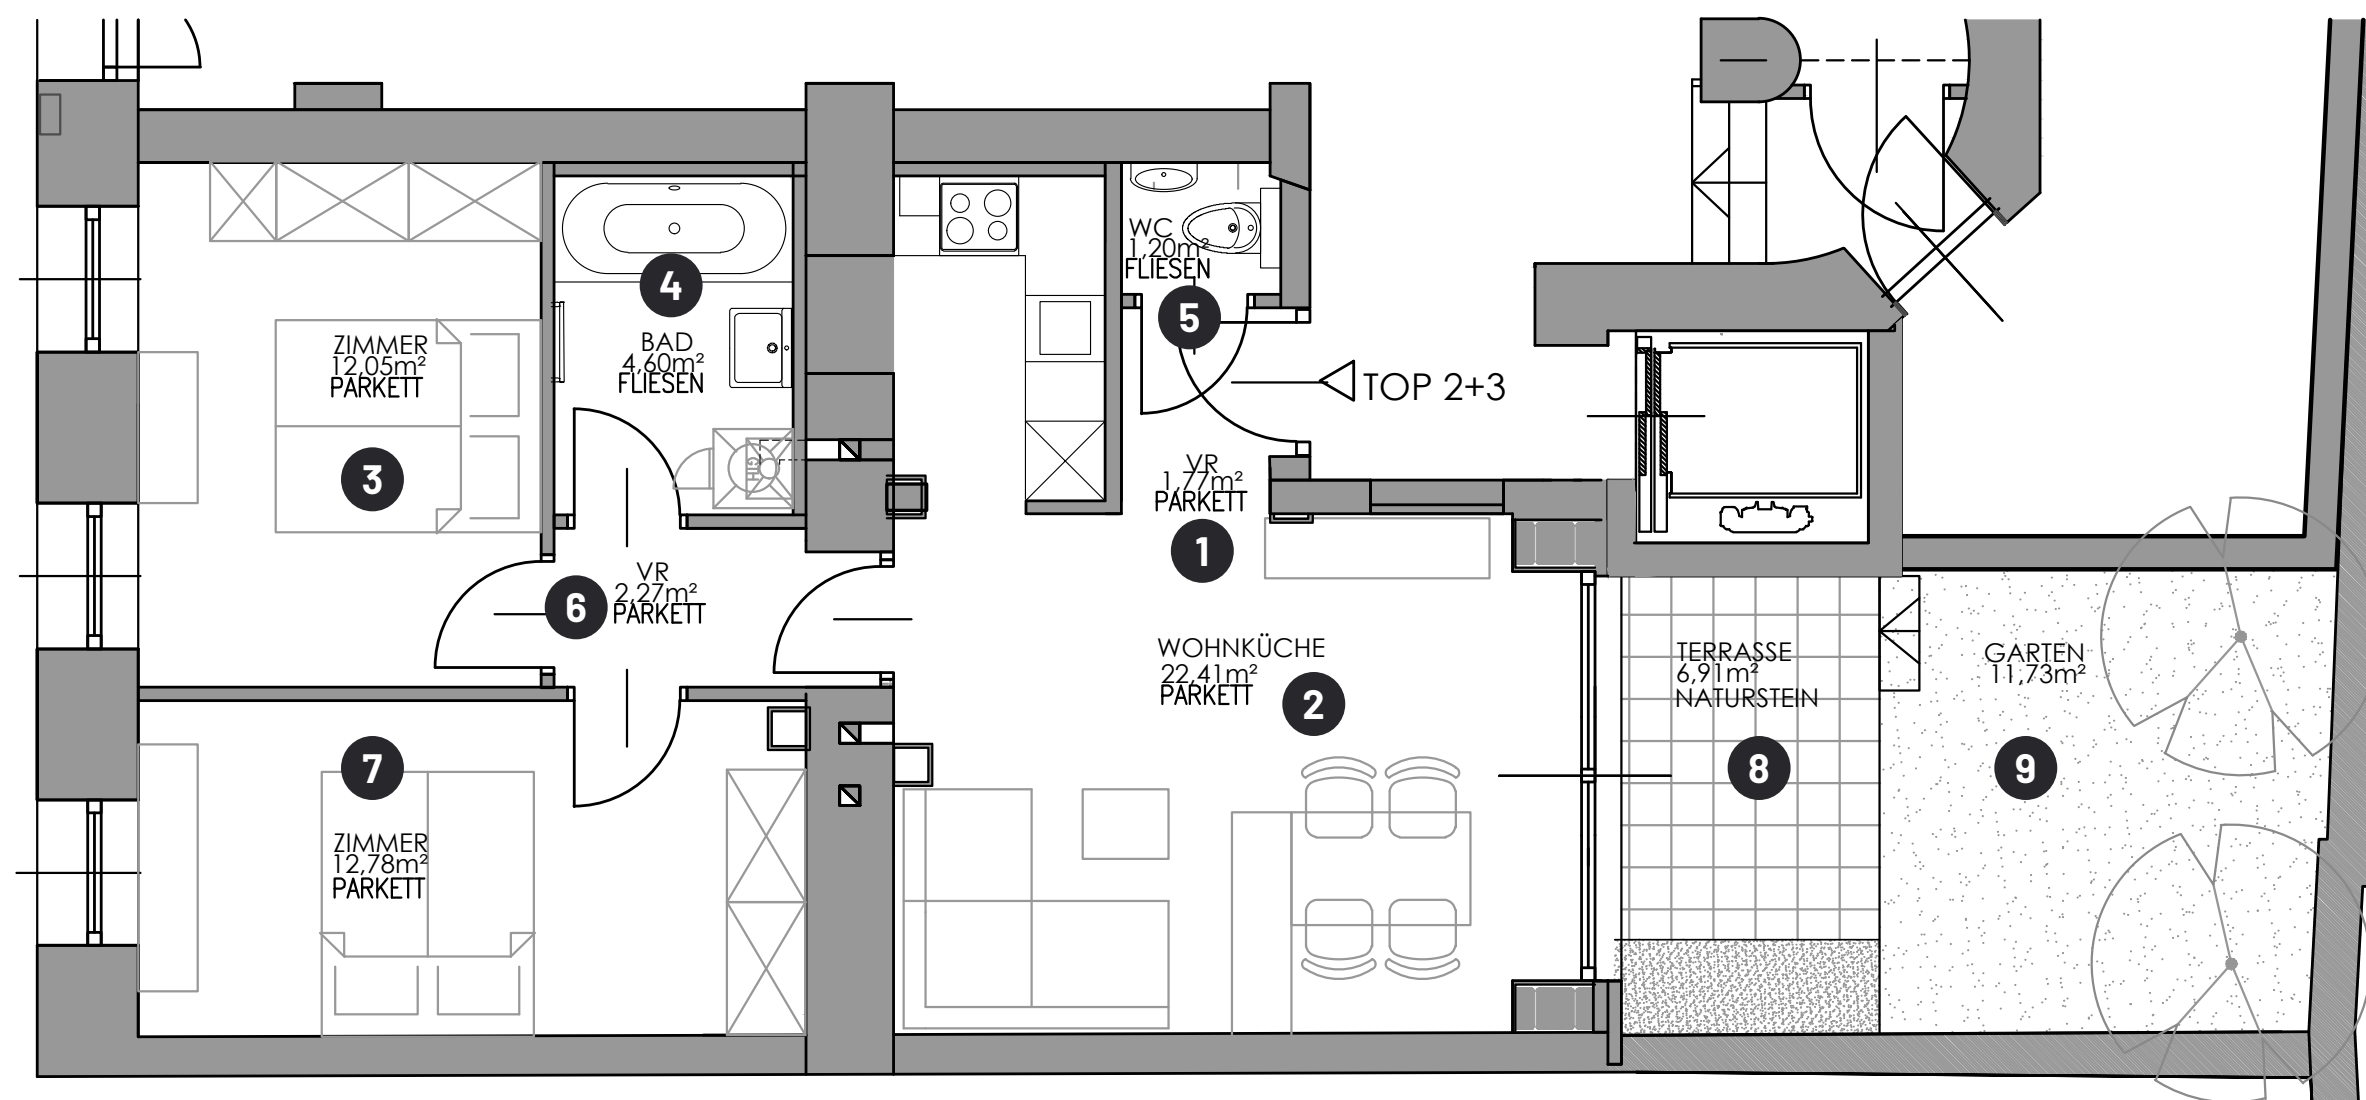 WC
1,20m²
FLIESEN
5
4
BAD
4,60m²
FLIESEN
ZIMMER
12,05m²
PARKETT
3
TOP 2+3
VR
1,77m²
PARKETT
1
6
VR
2,27m²
PARKETT
WOHNKÜCHE
22,41m²
PARKETT
2
TERRASSE
6,91m²
NATURSTEIN
8
GARTEN
11,73m²
9
7
ZIMMER
12,78m²
PARKETT